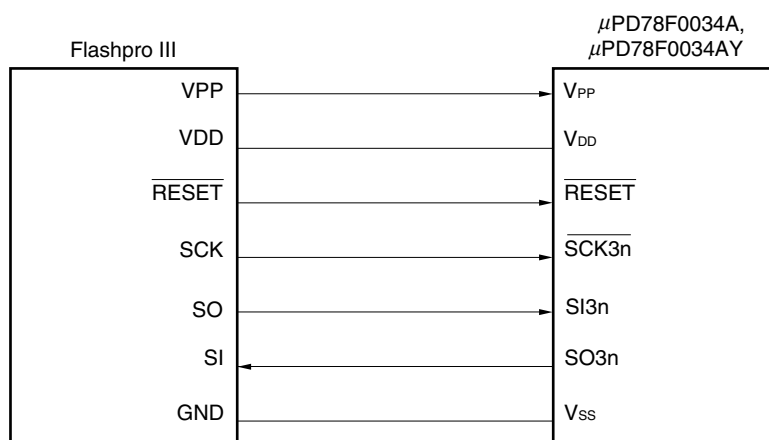 Flashpro III
μPD78F0034A,
μPD78F0034AY
VPP VPP
VDD VDD
RESET RESET
SCK SCK3n
SO SI3n
SI SO3n
GND VSS